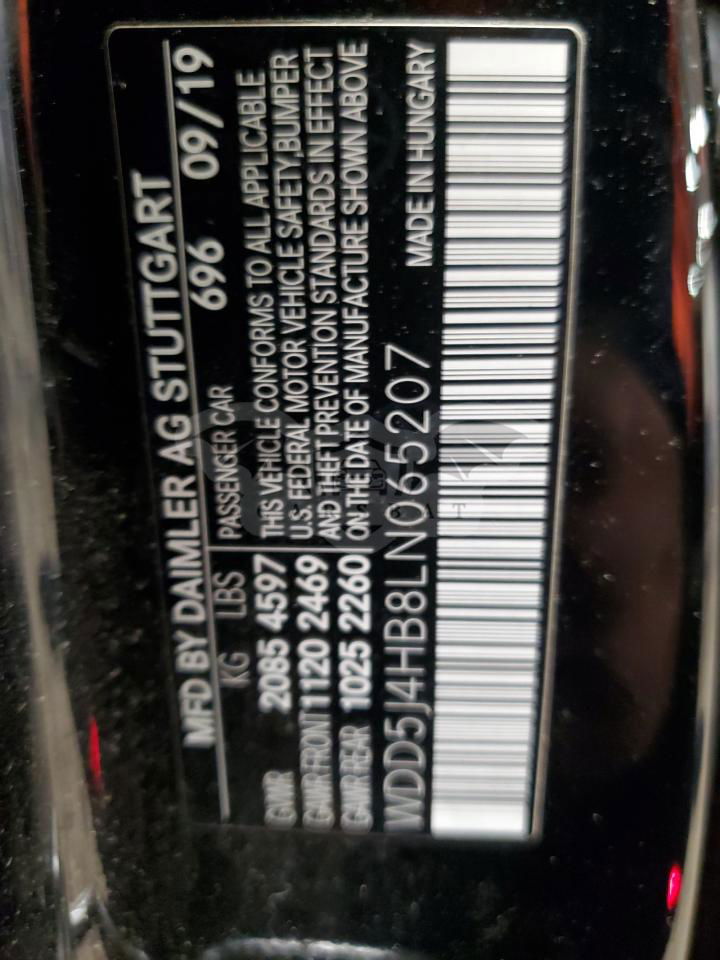 MFD BY DAIMLER AG STUTTGART
696 09/19
KG LBS
GVWR 2085 4597
GAWR FRONT 1120 2469
GAWR REAR 1025 2260
PASSENGER CAR
THIS VEHICLE CONFORMS TO ALL APPLICABLE
U.S. FEDERAL MOTOR VEHICLE SAFETY,BUMPER
AND THEFT PREVENTION STANDARDS IN EFFECT
ON THE DATE OF MANUFACTURE SHOWN ABOVE
WDD5J4HB8LN065207
MADE IN HUNGARY